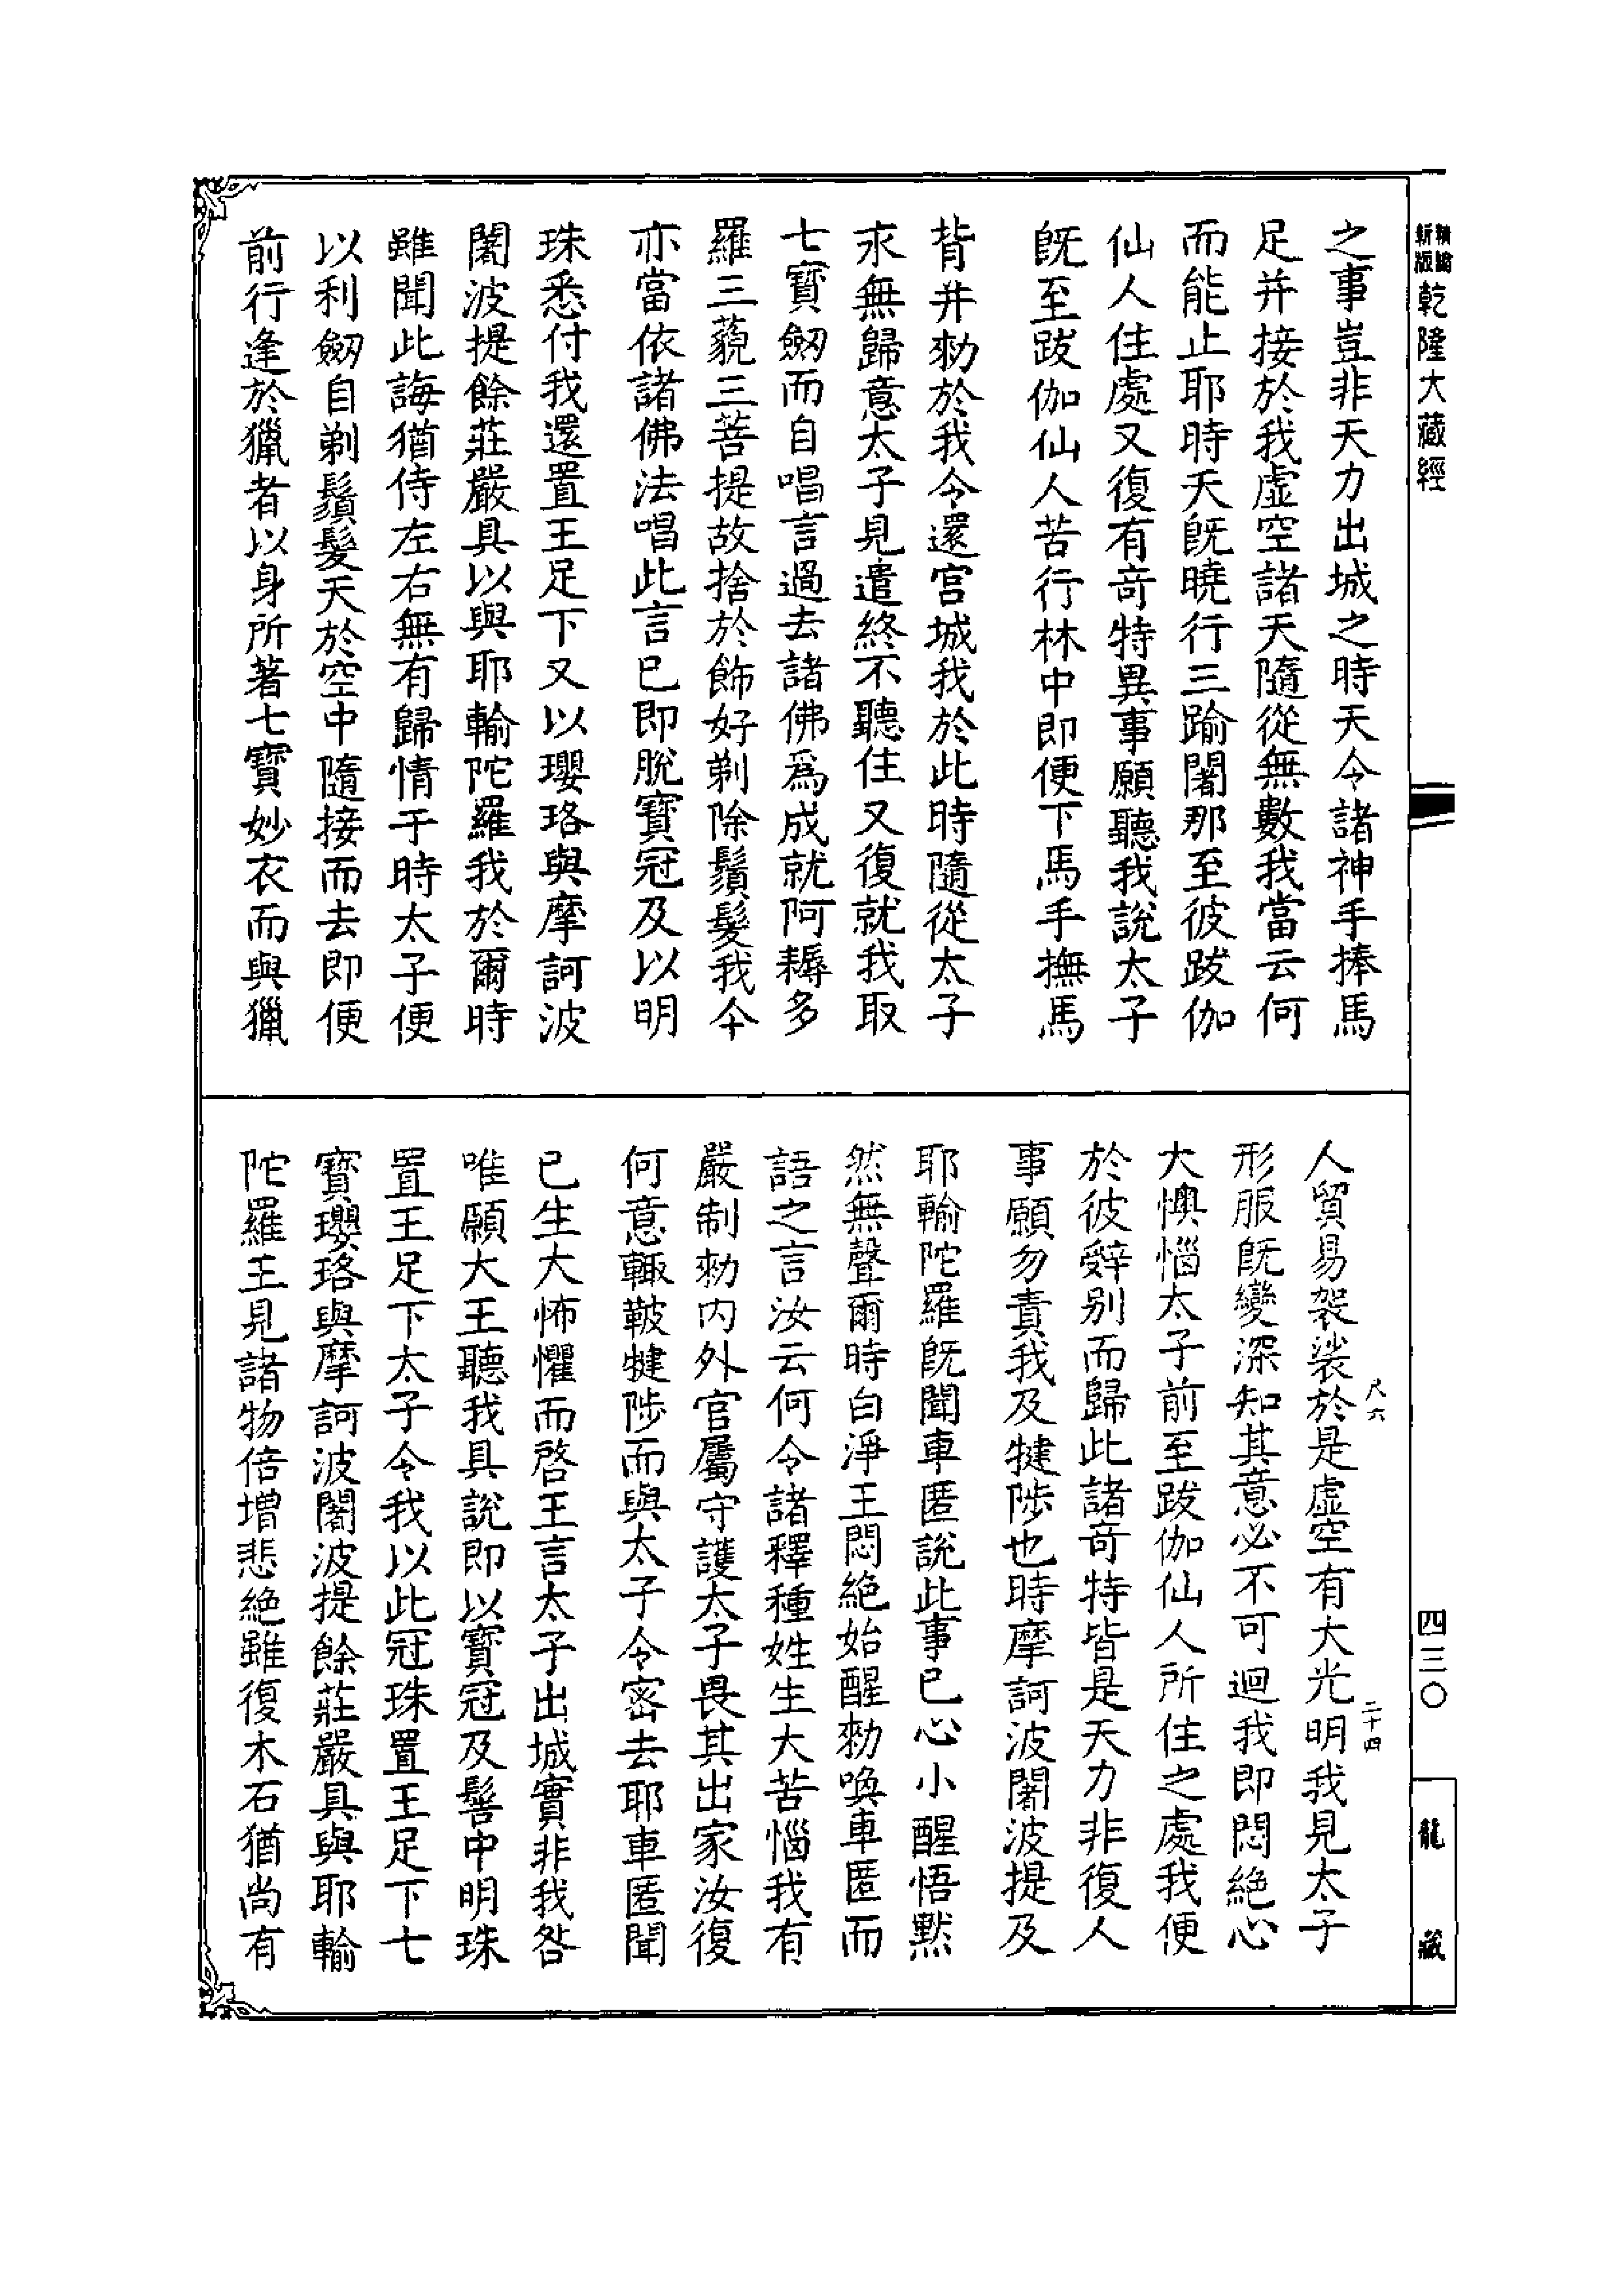 精編新版乾隆大藏經
之事豈非天力出城之時天令諸神手捧馬
足并接於我虛空諸天隨從無數我當云何
而能止耶時天既曉行三踰闍那至彼跋伽
仙人住處又復有奇特異事願聽我說太子
既至跋伽仙人苦行林中即便下馬手撫馬
背并勑於我令還宮城我於此時隨從太子
求無歸意太子見遣終不聽住又復就我取
七寶劒而自唱言過去諸佛爲成就阿耨多
羅三藐三菩提故捨於飾好剃除鬚髮我今
亦當依諸佛法唱此言已即脫寶冠及以明
珠悉付我還置王足下又以瓔珞與摩訶波
闍波提餘莊嚴具以與耶輸陀羅我於爾時
雖聞此誨猶侍左右無有歸情于時太子便
以利劒自剃鬚髮天於空中隨接而去即便
前行逢於獵者以身所著七寶妙衣而與獵
人貿易袈裟於是虛空有大光明我見太子
形服既變深知其意必不可迴我即悶絕心
大懊惱太子前至跋伽仙人所住之處我便
於彼辭别而歸此諸奇特皆是天力非復人
事願勿責我及犍陟也時摩訶波闍波提及
耶輸陀羅既聞車匿說此事已心小醒悟默
然無聲爾時白淨王悶絕始醒勑喚車匿而
語之言汝云何令諸釋種姓生大苦惱我有
嚴制勑内外官屬守護太子畏其出家汝復
何意輙鞁犍陟而與太子令密去耶車匿聞
已生大怖懼而啓王言太子出城實非我咎
唯願大王聽我具說即以寶冠及髻中明珠
置王足下太子令我以此冠珠置王足下七
寶瓔珞與摩訶波闍波提餘莊嚴具與耶輸
陀羅王見諸物倍增悲絕雖復木石猶尚有
尺六
二十四
四三〇
龍藏